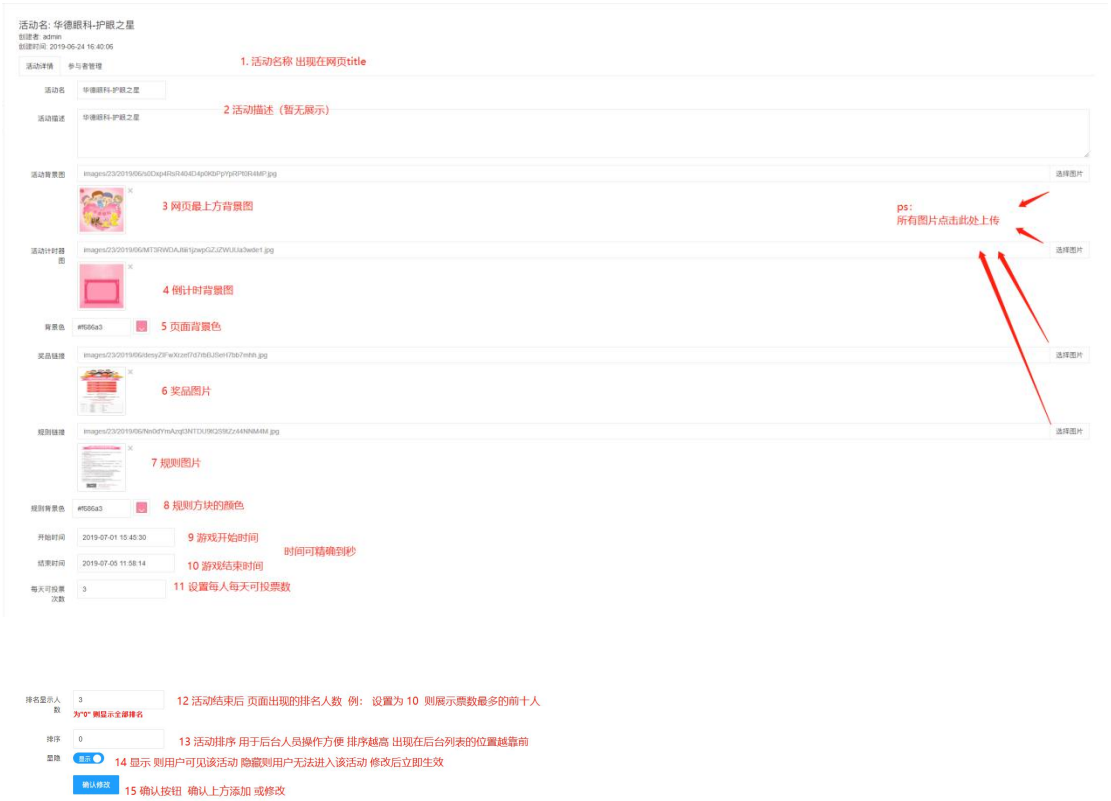 活动名: 华德眼科-护眼之星
创建者: admin
创建时间: 2019-06-24 16:40:06
活动详情 参与者管理
1. 活动名称 出现在网页title
活动名 华德眼科-护眼之星
2 活动描述（暂无展示）
活动描述 华德眼科-护眼之星
活动背景图 选择图片
3 网页最上方背景图
ps：
所有图片点击此处上传
活动计时器图 选择图片
4 倒计时背景图
背景色 #f686a3 5 页面背景色
奖品链接 选择图片
6 奖品图片
规则链接 选择图片
7 规则图片
规则背景色 #f686a3 8 规则方块的颜色
开始时间 2019-07-01 15:45:30 9 游戏开始时间
时间可精确到秒
结束时间 2019-07-05 11:58:14 10 游戏结束时间
每天可投票次数 3 11 设置每人每天可投票数
排名显示人数 3 12 活动结束后 页面出现的排名人数 例： 设置为 10 则展示票数最多的前十人
为"0" 则显示全部排名
排序 0 13 活动排序 用于后台人员操作方便 排序越高 出现在后台列表的位置越靠前
显隐 显示 14 显示 则用户可见该活动 隐藏则用户无法进入该活动 修改后立即生效
确认修改 15 确认按钮 确认上方添加 或修改